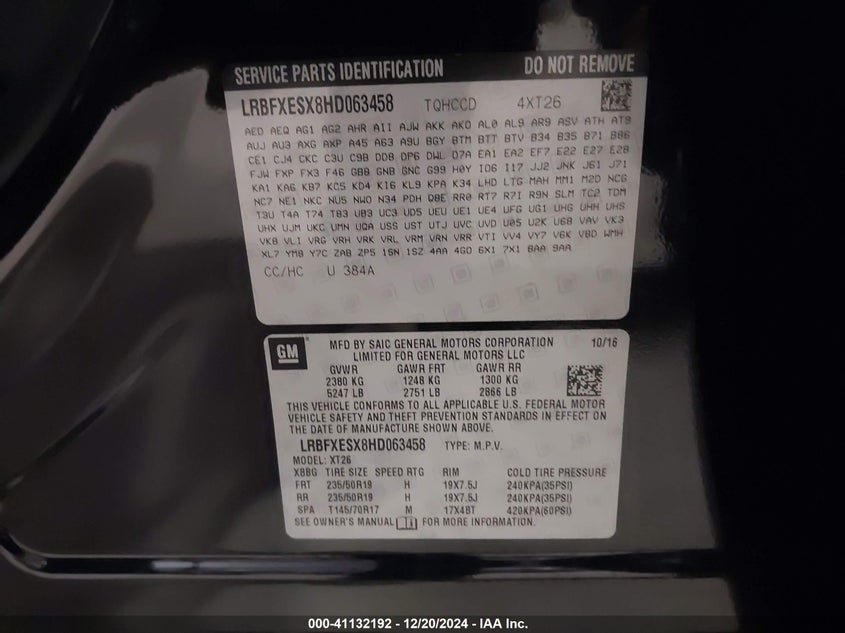 SERVICE PARTS IDENTIFICATION DO NOT REMOVE
LRBFXESX8HD063458 TQHCCD 4XT26
AED AEQ AG1 AG2 AHR AII AJW AKK AKO AL0 AL9 AR9 ASV ATH AT9
AUJ AU3 AXG AXP A45 A63 A9U BGY BTM BTT BTV B34 B35 B71 B86
CE1 CJ4 CKC C3U C9B DD8 DP6 DWL D7A EA1 EA2 EF7 E22 E27 E28
FJW FXP FX3 F46 GBB GNB GNC G99 H0Y IO6 I17 JJ2 JNK J61 J71
KA1 KA6 KB7 KC5 KD4 KI6 KL9 KPA K34 LHD LTG MAH MM1 M2D NCG
NC7 NE1 NKC NU5 NWO N34 PDH Q8E RR0 RT7 R7I R9N SLM TC2 TDM
T3U T4A T74 T83 UB3 UC3 UD5 UEU UE1 UE4 UFG UG1 UHG UHH UHS
UHX UJM UKC UMN UQA USS UST UTJ UVC UVD U05 U2K U68 VAV VK3
VK8 VLI VRG VRH VRK VRL VRM VRN VRR VTI VV4 VY7 V6K V8D WMH
XL7 YM8 Y7C ZAB ZP5 16N 1SZ 4AA 4GO 6X1 7X1 8AA 9AA
CC/HC U 384A
GM MFD BY SAIC GENERAL MOTORS CORPORATION 10/16
LIMITED FOR GENERAL MOTORS LLC
GVWR GAWR FRT GAWR RR
2380 KG 1248 KG 1300 KG
5247 LB 2751 LB 2866 LB
THIS VEHICLE CONFORMS TO ALL APPLICABLE U.S. FEDERAL MOTOR
VEHICLE SAFETY AND THEFT PREVENTION STANDARDS IN EFFECT ON
THE DATE OF MANUFACTURE SHOWN ABOVE.
LRBFXESX8HD063458 TYPE: M.P.V.
MODEL: XT26
X8BG TIRE SIZE SPEED RTG RIM COLD TIRE PRESSURE
FRT 235/50R19 H 19X7.5J 240KPA(35PSI)
RR 235/50R19 H 19X7.5J 240KPA(35PSI)
SPA T145/70R17 M 17X4BT 420KPA(60PSI)
SEE OWNER'S MANUAL FOR MORE INFORMATION.
000-41132192 - 12/20/2024 - IAA Inc.